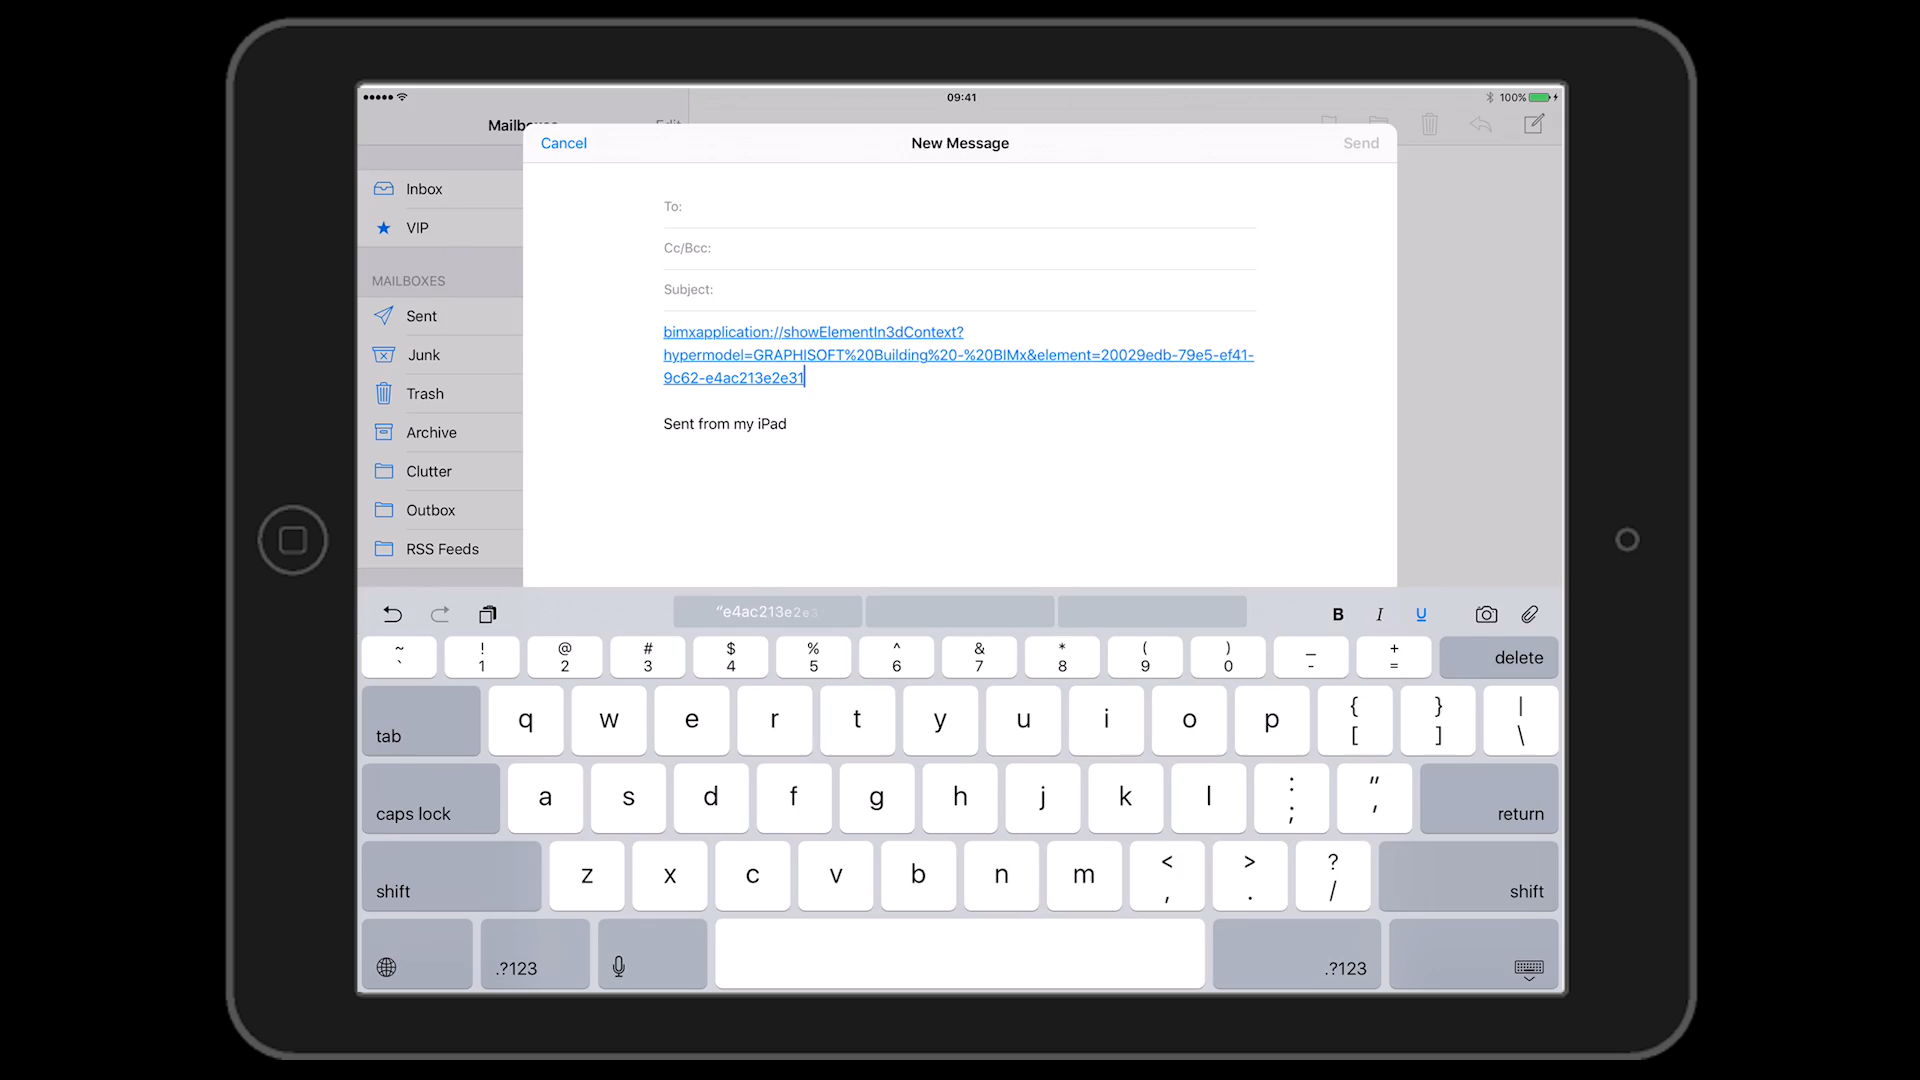 09:41
100%
Mailboxes Edit
Cancel
New Message
Send
Inbox
VIP
MAILBOXES
Sent
Junk
Trash
Archive
Clutter
Outbox
RSS Feeds
To:
Cc/Bcc:
Subject:
bimxapplication://showElementIn3dContext?
hypermodel=GRAPHISOFT%20Building%20-%20BIMx&element=20029edb-79e5-ef41-
9c62-e4ac213e2e31
Sent from my iPad
“e4ac213e2e3
B I U
~ ! @ # $ % ^ & * ( ) _ +
` 1 2 3 4 5 6 7 8 9 0 - = delete
tab q w e r t y u i o p { [ } ] | \
caps lock a s d f g h j k l : ; " ' return
shift z x c v b n m < , > . ? / shift
.?123 .?123